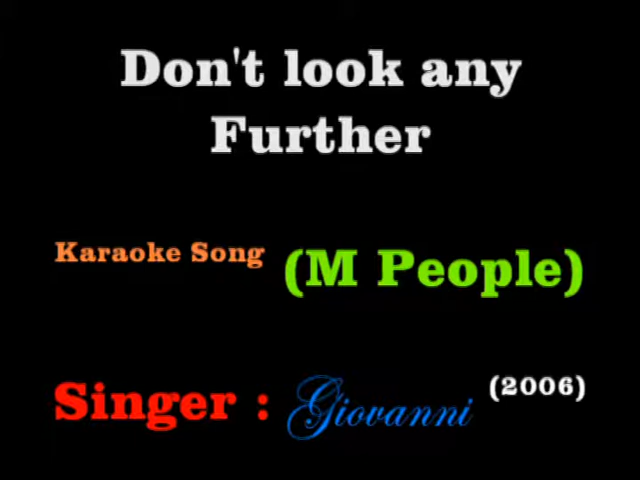 Don't look any
Further
Karaoke Song (M People)
Singer : Giovanni (2006)